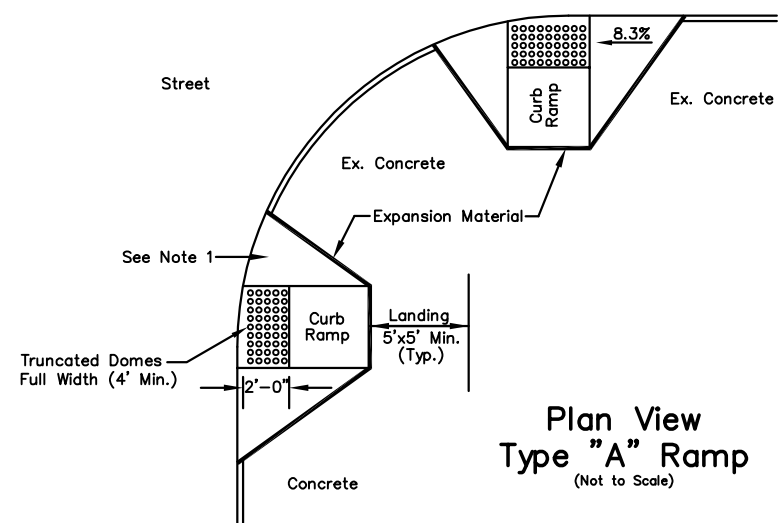 8.3%
Street
Curb
Ramp
Ex. Concrete
Ex. Concrete
Expansion Material
See Note 1
Landing
5'x5' Min.
(Typ.)
Curb
Ramp
Truncated Domes
Full Width (4' Min.)
2'-0"
Plan View
Type "A" Ramp
(Not to Scale)
Concrete